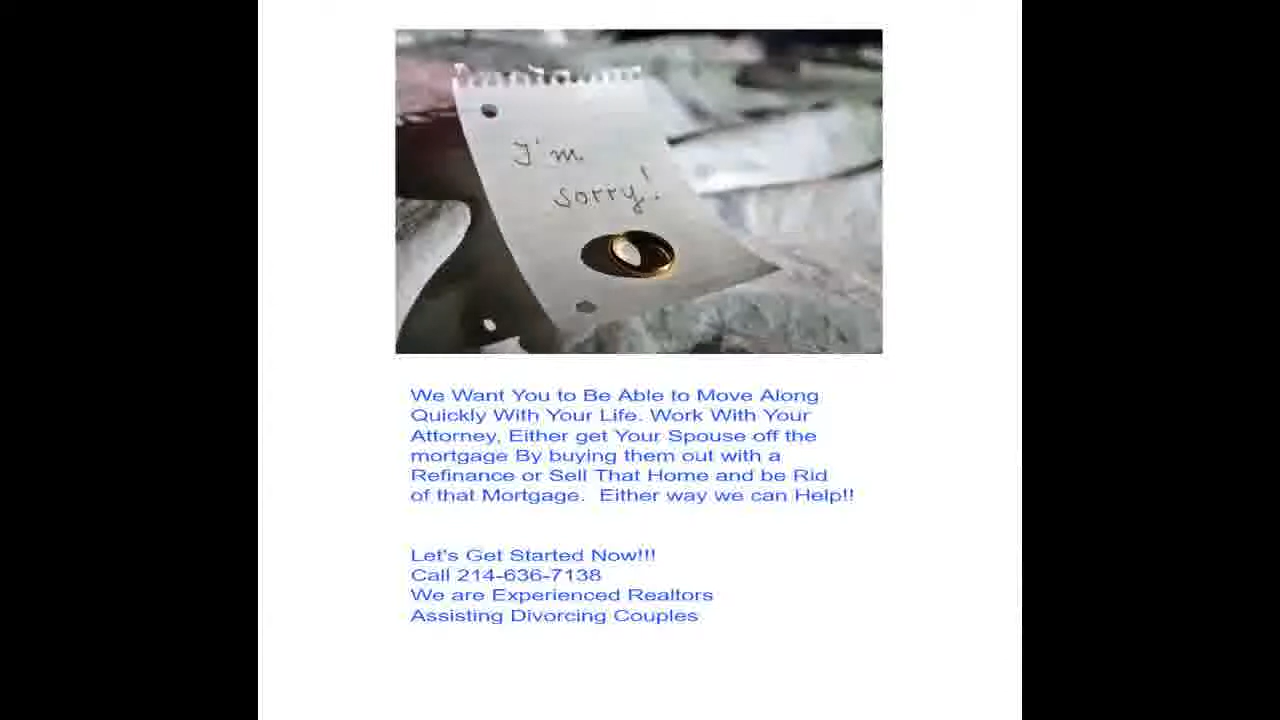 I'm
sorry!
We Want You to Be Able to Move Along
Quickly With Your Life. Work With Your
Attorney, Either get Your Spouse off the
mortgage By buying them out with a
Refinance or Sell That Home and be Rid
of that Mortgage.  Either way we can Help!!
Let's Get Started Now!!!
Call 214-636-7138
We are Experienced Realtors
Assisting Divorcing Couples